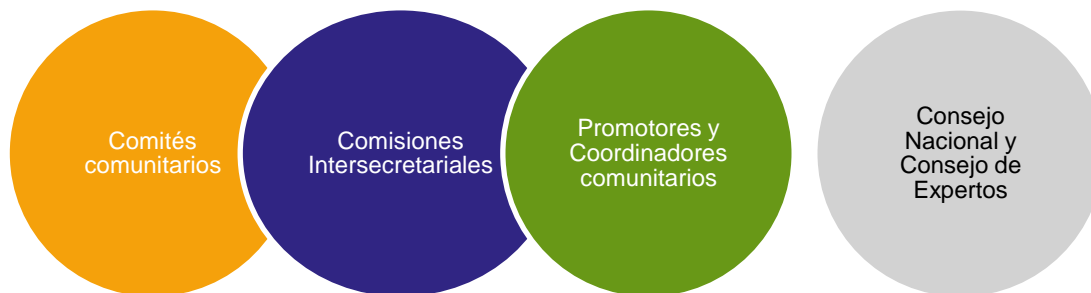 Comités
comunitarios
Comisiones
Intersecretariales
Promotores y
Coordinadores
comunitarios
Consejo
Nacional y
Consejo de
Expertos